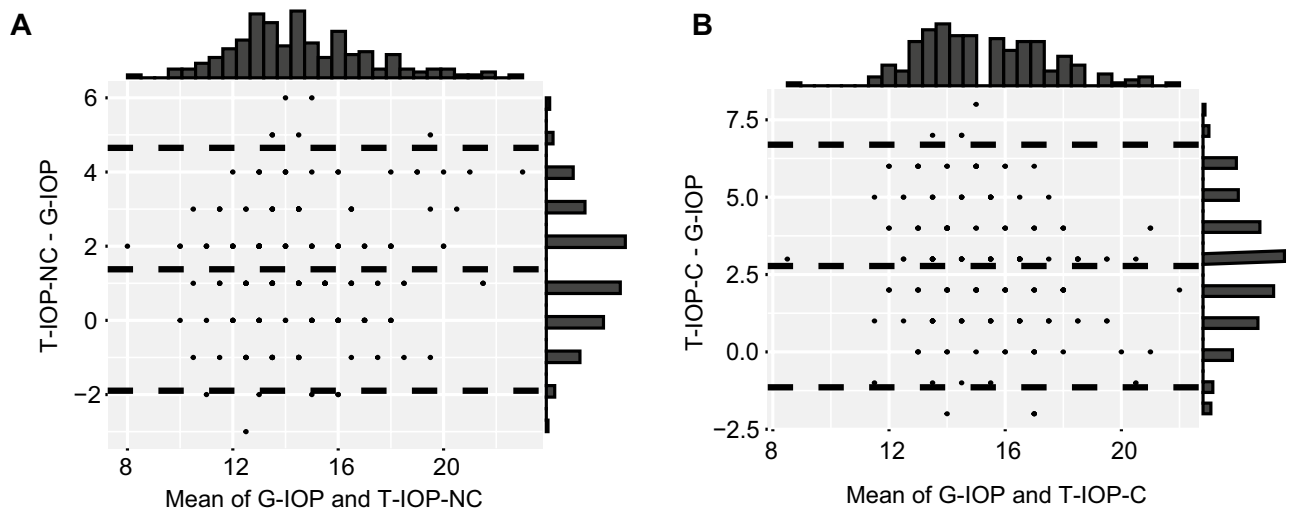 A
T-IOP-NC - G-IOP
6
4
2
0
−2
8 12 16 20
Mean of G-IOP and T-IOP-NC
B
T-IOP-C - G-IOP
7.5
5.0
2.5
0.0
−2.5
8 12 16 20
Mean of G-IOP and T-IOP-C